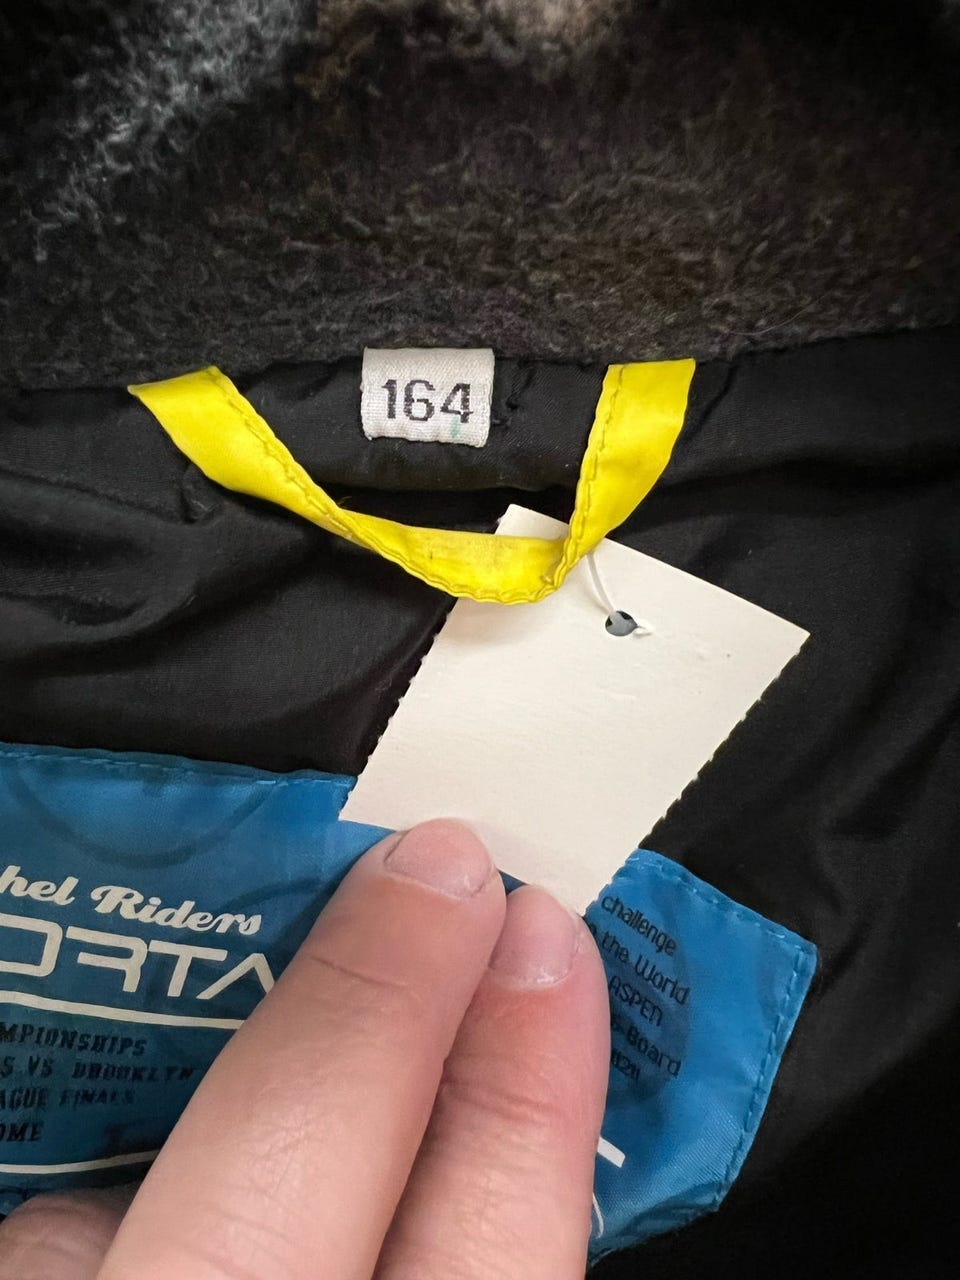 164
hel Riders
ORTA
MPIONSHIPS
S VS BROOKLYN
AGUE FINALS
OME
challenge
the World
ASPEN
Board